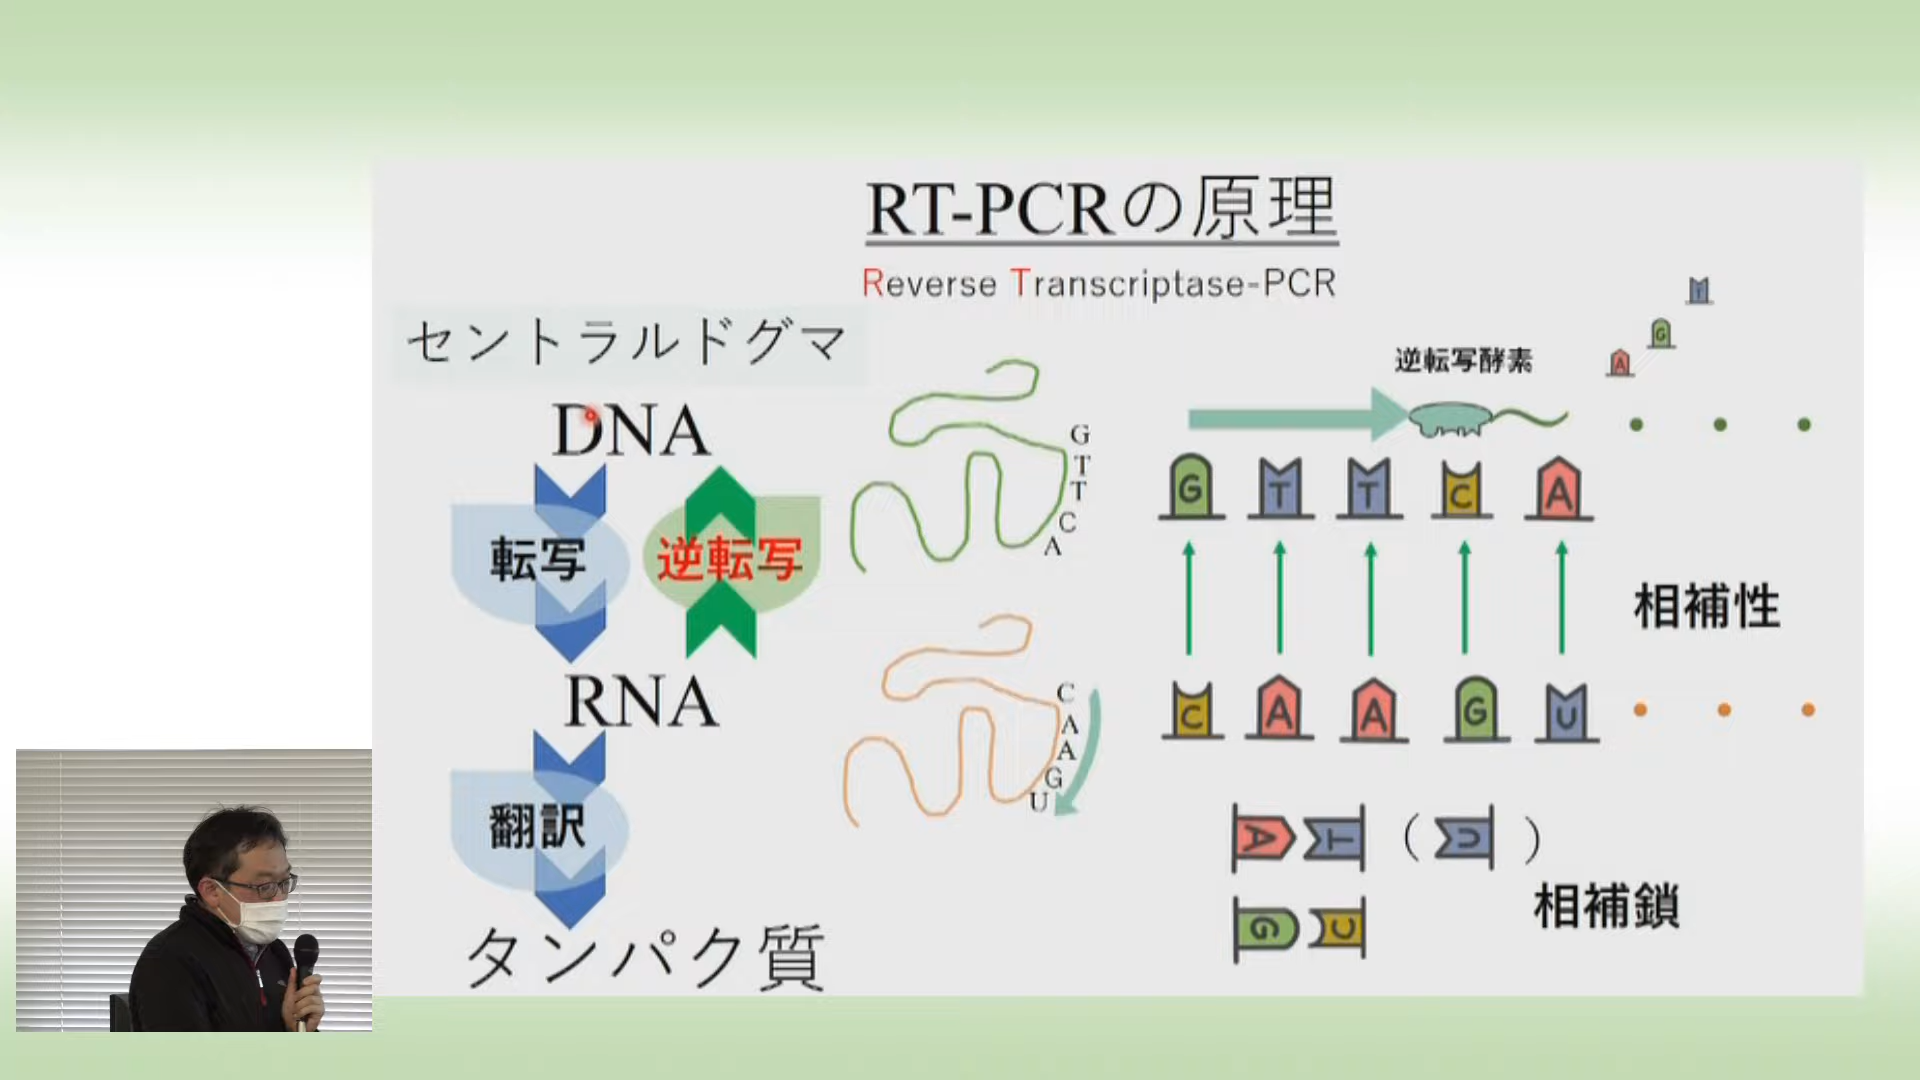 RT-PCRの原理
Reverse Transcriptase-PCR
セントラルドグマ
DNA
転写
逆転写
RNA
翻訳
タンパク質
G
T
T
C
A
C
A
A
G
U
逆転写酵素
A
G
T
G T T C A
相補性
C A A G U
A T ( U )
G C
相補鎖